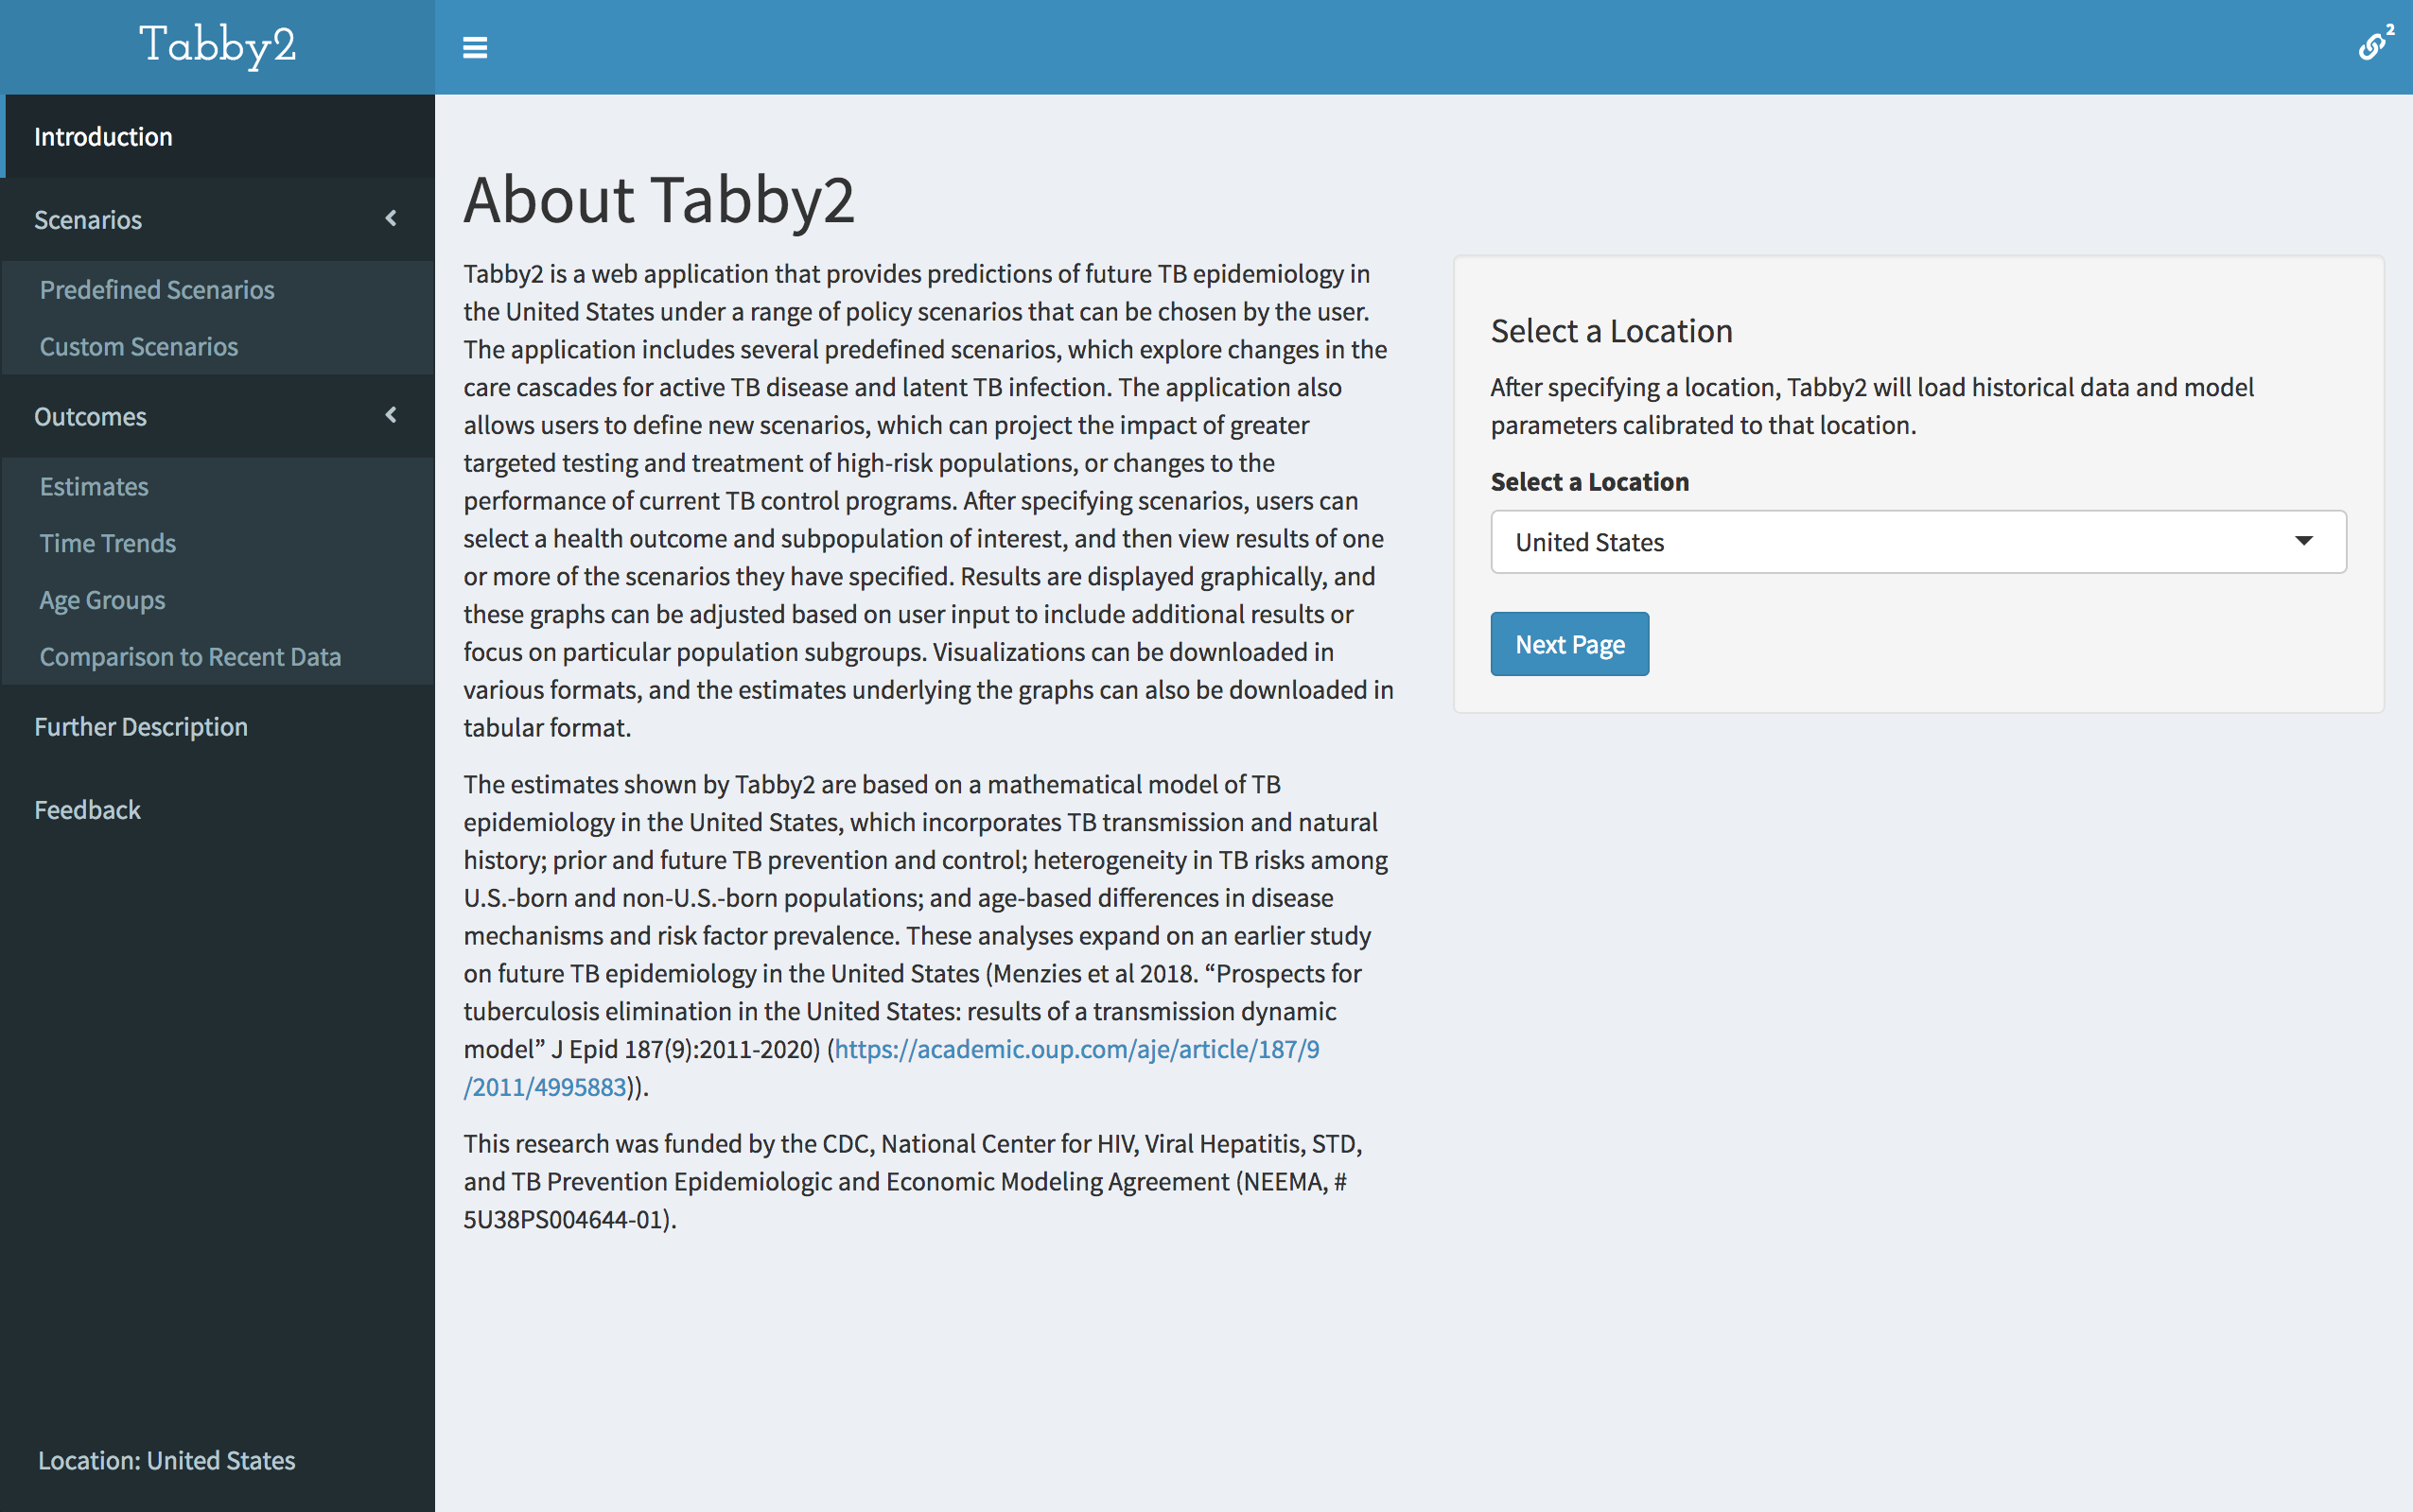 Tabby2
2
Introduction
Scenarios
Predefined Scenarios
Custom Scenarios
Outcomes
Estimates
Time Trends
Age Groups
Comparison to Recent Data
Further Description
Feedback
Location: United States
About Tabby2
Tabby2 is a web application that provides predictions of future TB epidemiology in
the United States under a range of policy scenarios that can be chosen by the user.
The application includes several predefined scenarios, which explore changes in the
care cascades for active TB disease and latent TB infection. The application also
allows users to define new scenarios, which can project the impact of greater
targeted testing and treatment of high-risk populations, or changes to the
performance of current TB control programs. After specifying scenarios, users can
select a health outcome and subpopulation of interest, and then view results of one
or more of the scenarios they have specified. Results are displayed graphically, and
these graphs can be adjusted based on user input to include additional results or
focus on particular population subgroups. Visualizations can be downloaded in
various formats, and the estimates underlying the graphs can also be downloaded in
tabular format.
The estimates shown by Tabby2 are based on a mathematical model of TB
epidemiology in the United States, which incorporates TB transmission and natural
history; prior and future TB prevention and control; heterogeneity in TB risks among
U.S.-born and non-U.S.-born populations; and age-based differences in disease
mechanisms and risk factor prevalence. These analyses expand on an earlier study
on future TB epidemiology in the United States (Menzies et al 2018. “Prospects for
tuberculosis elimination in the United States: results of a transmission dynamic
model” J Epid 187(9):2011-2020) (https://academic.oup.com/aje/article/187/9
/2011/4995883)).
This research was funded by the CDC, National Center for HIV, Viral Hepatitis, STD,
and TB Prevention Epidemiologic and Economic Modeling Agreement (NEEMA, #
5U38PS004644-01).
Select a Location
After specifying a location, Tabby2 will load historical data and model
parameters calibrated to that location.
Select a Location
United States
Next Page